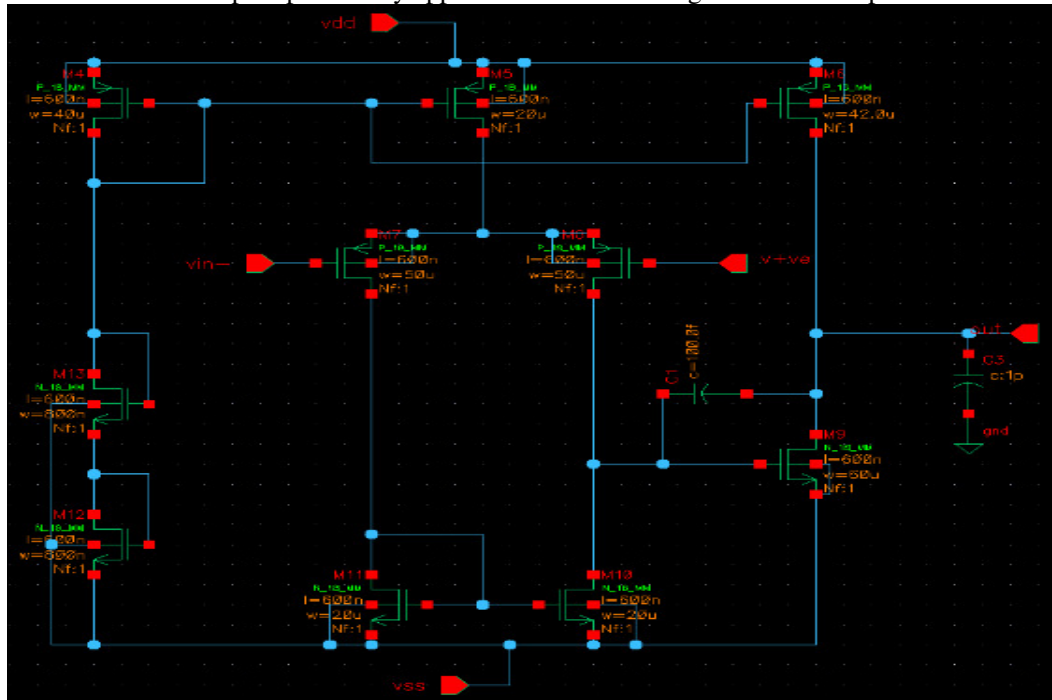 vdd
M4
P_18_MM
l=600n
w=40u
Nf:1
M5
P_18_MM
l=600n
w=20u
Nf:1
M6
P_18_MM
l=600n
w=42.0u
Nf:1
M7
P_18_MM
l=600n
w=50u
Nf:1
vin-
P_18_MM
l=600n
w=50u
Nf:1
v+ve
out
C3
c:1p
gnd
C1
c=100.0f
M13
N_18_MM
l=600n
w=800n
Nf:1
M9
N_18_MM
l=600n
w=60u
Nf:1
M12
N_18_MM
l=600n
w=800n
Nf:1
M11
N_18_MM
l=600n
w=20u
Nf:1
M10
N_18_MM
l=600n
w=20u
Nf:1
vss